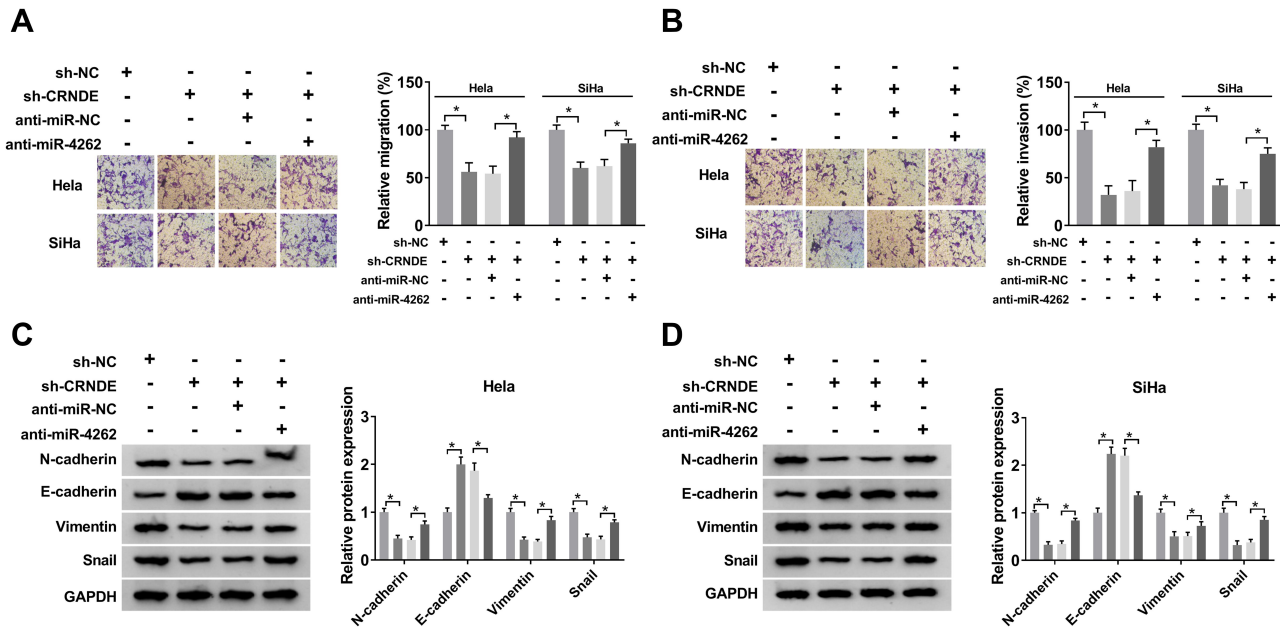 A
sh-NC + - - -
sh-CRNDE - + + +
anti-miR-NC - - + -
anti-miR-4262 - - - +
Hela
SiHa
Relative migration (%)
150
100
50
0
Hela
SiHa
* * * *
sh-NC + - - - + - - -
sh-CRNDE - + + + - + + +
anti-miR-NC - - + - - - + -
anti-miR-4262 - - - + - - - +
B
sh-NC + - - -
sh-CRNDE - + + +
anti-miR-NC - - + -
anti-miR-4262 - - - +
Hela
SiHa
Relative invasion (%)
150
100
50
0
Hela
SiHa
* * * *
sh-NC + - - - + - - -
sh-CRNDE - + + + - + + +
anti-miR-NC - - + - - - + -
anti-miR-4262 - - - + - - - +
C
sh-NC + - - -
sh-CRNDE - + + +
anti-miR-NC - - + -
anti-miR-4262 - - - +
N-cadherin
E-cadherin
Vimentin
Snail
GAPDH
Hela
Relative protein expression
3
2
1
0
* * * * * * * *
N-cadherin
E-cadherin
Vimentin
Snail
D
sh-NC + - - -
sh-CRNDE - + + +
anti-miR-NC - - + -
anti-miR-4262 - - - +
N-cadherin
E-cadherin
Vimentin
Snail
GAPDH
SiHa
Relative protein expression
3
2
1
0
* * * * * * * *
N-cadherin
E-cadherin
Vimentin
Snail